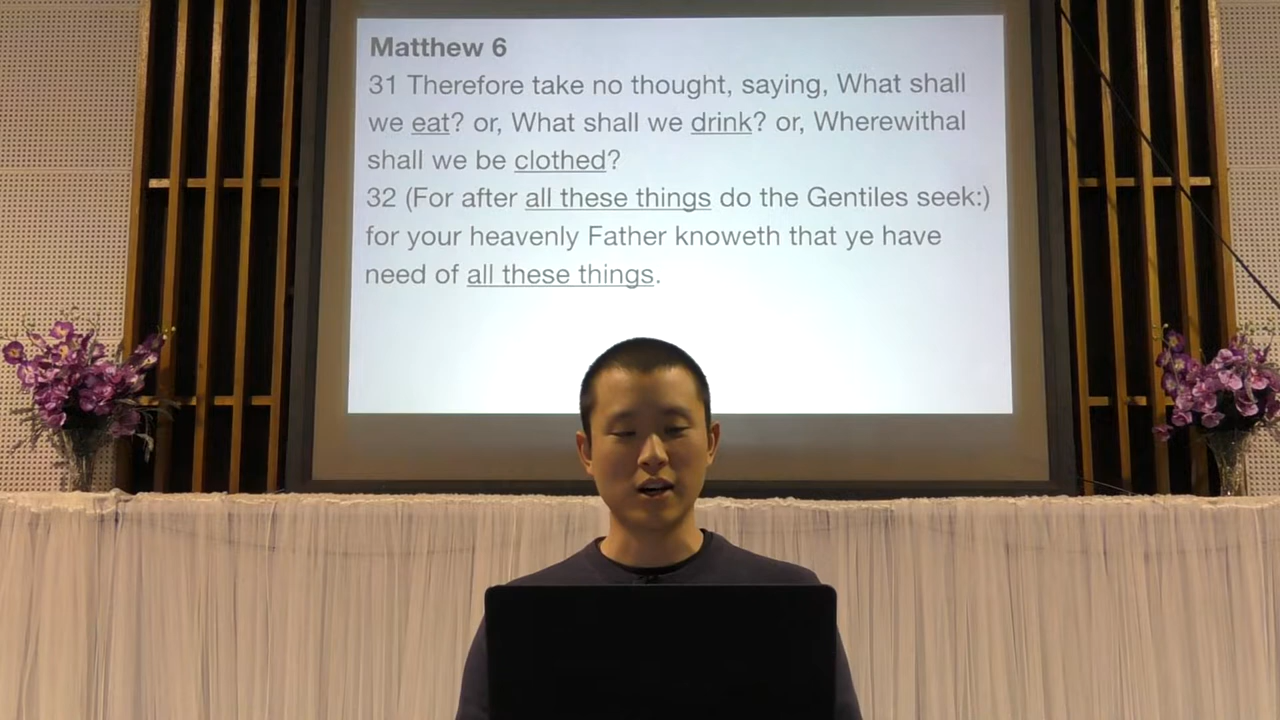 Matthew 6
31 Therefore take no thought, saying, What shall
we eat? or, What shall we drink? or, Wherewithal
shall we be clothed?
32 (For after all these things do the Gentiles seek:)
for your heavenly Father knoweth that ye have
need of all these things.